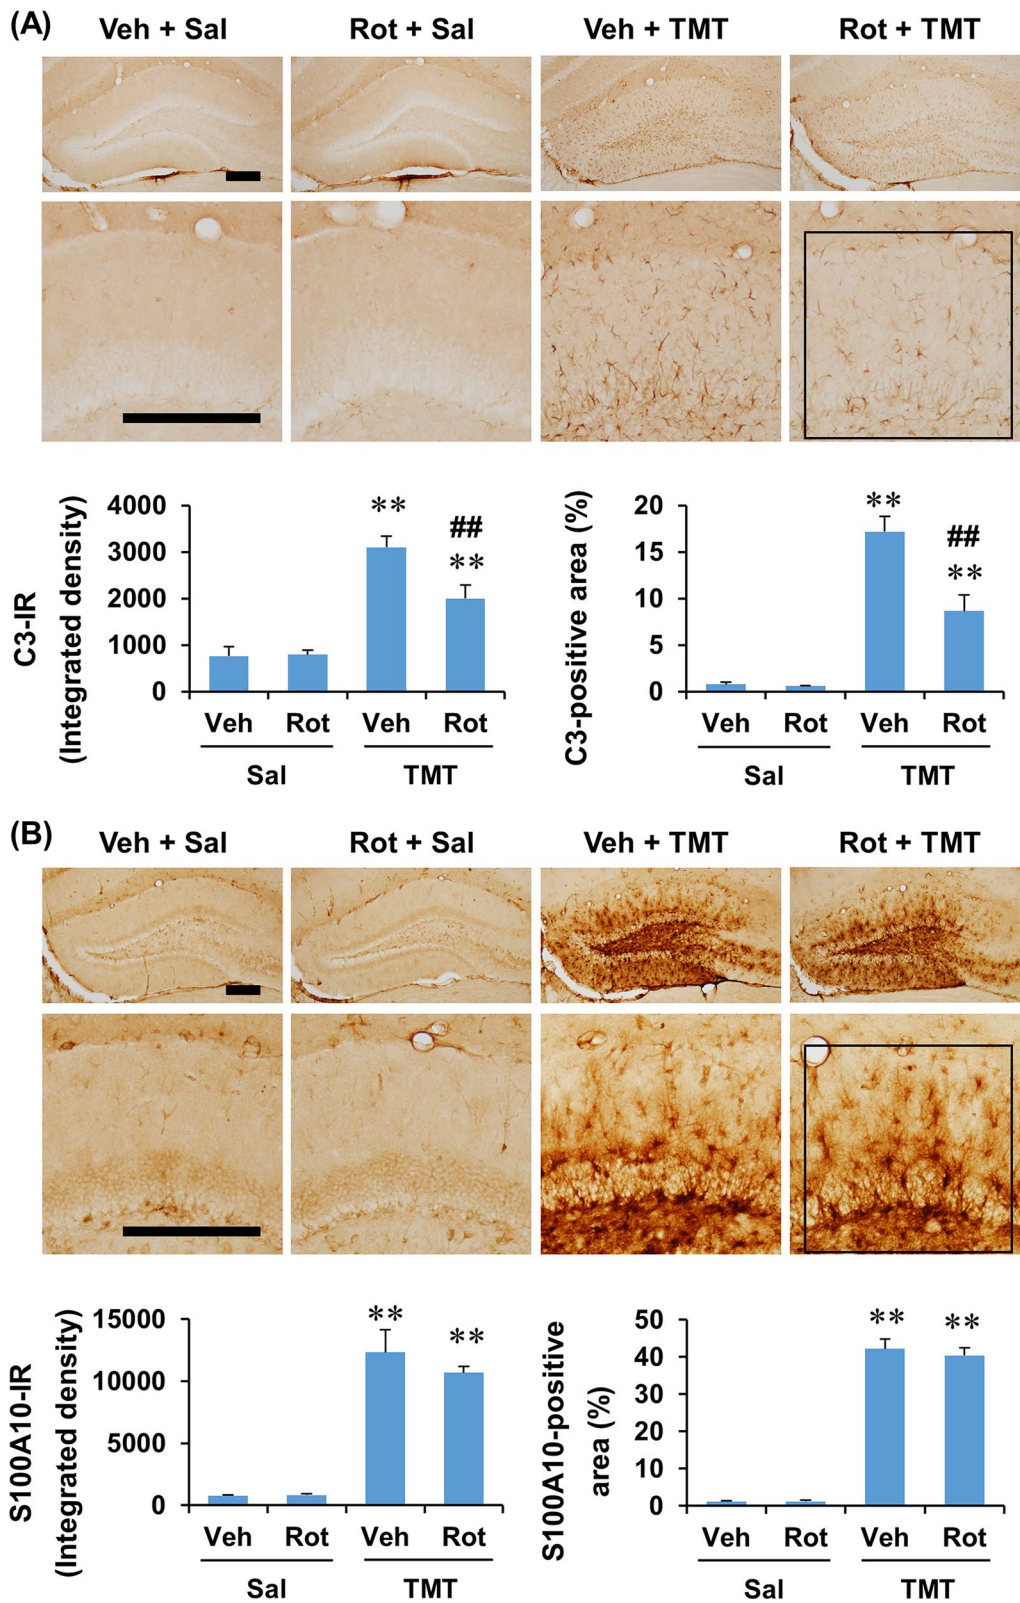 (A)
Veh + Sal Rot + Sal Veh + TMT Rot + TMT
C3-IR
(Integrated density)
4000
3000
2000
1000
0
**
##
**
Veh Rot Veh Rot
Sal TMT
C3-positive area (%)
20
15
10
5
0
**
##
**
Veh Rot Veh Rot
Sal TMT
(B)
Veh + Sal Rot + Sal Veh + TMT Rot + TMT
S100A10-IR
(Integrated density)
15000
10000
5000
0
**
**
Veh Rot Veh Rot
Sal TMT
S100A10-positive
area (%)
50
40
30
20
10
0
**
**
Veh Rot Veh Rot
Sal TMT